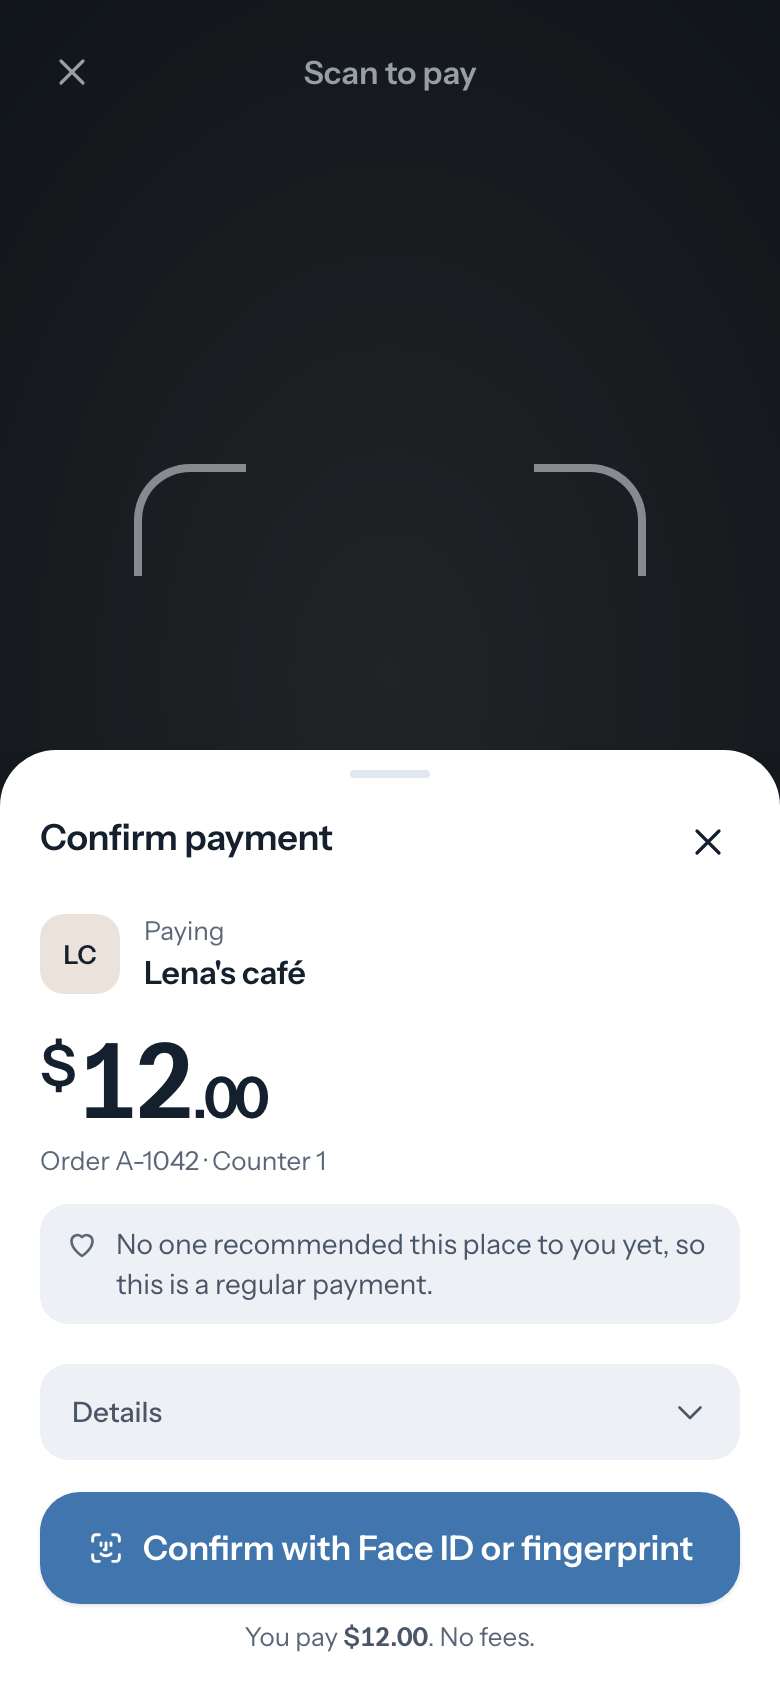 Scan to pay
Confirm payment
LC
Paying
Lena's café
$12.00
Order A-1042 · Counter 1
No one recommended this place to you yet, so
this is a regular payment.
Details
Confirm with Face ID or fingerprint
You pay $12.00. No fees.